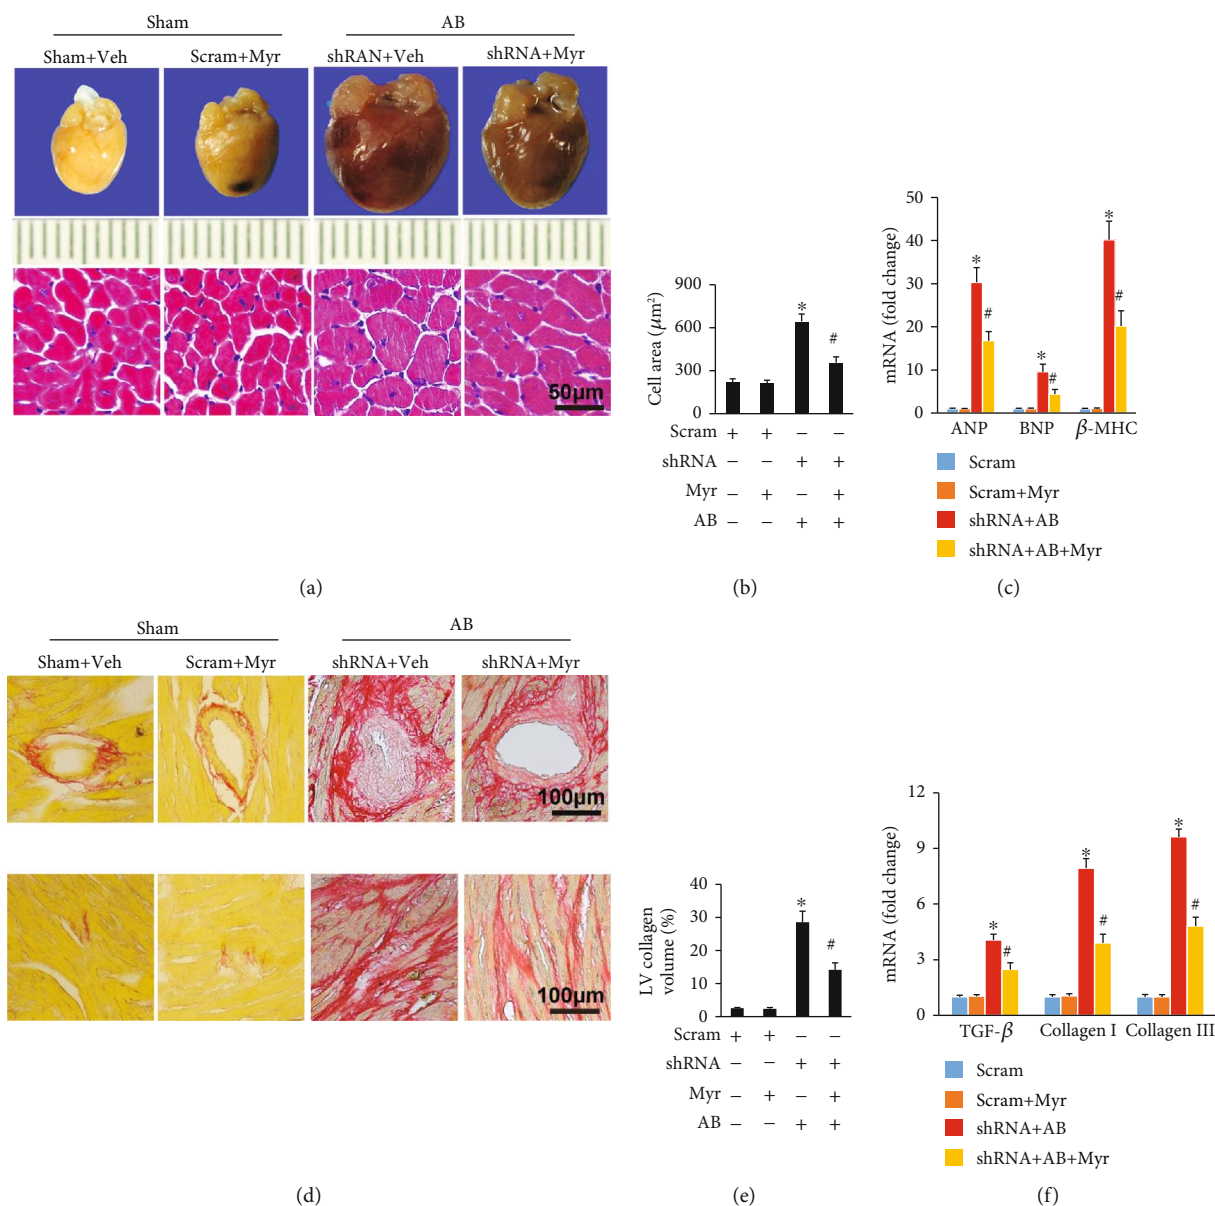 Sham AB
Sham+Veh Scram+Myr shRAN+Veh shRNA+Myr
50µm
(a)
Cell area (µm²)
900
600
300
0
* #
Scram + + − −
shRNA − − + +
Myr − + − +
AB − − + +
(b)
mRNA (fold change)
50
40
30
20
10
0
* # * # * #
ANP BNP β-MHC
Scram
Scram+Myr
shRNA+AB
shRNA+AB+Myr
(c)
Sham AB
Sham+Veh Scram+Myr shRNA+Veh shRNA+Myr
100µm
100µm
(d)
LV collagen
volume (%)
40
30
20
10
0
* #
Scram + + − −
shRNA − − + +
Myr − + − +
AB − − + +
(e)
mRNA (fold change)
12
9
6
3
0
* # * # * #
TGF-β Collagen I Collagen III
Scram
Scram+Myr
shRNA+AB
shRNA+AB+Myr
(f)